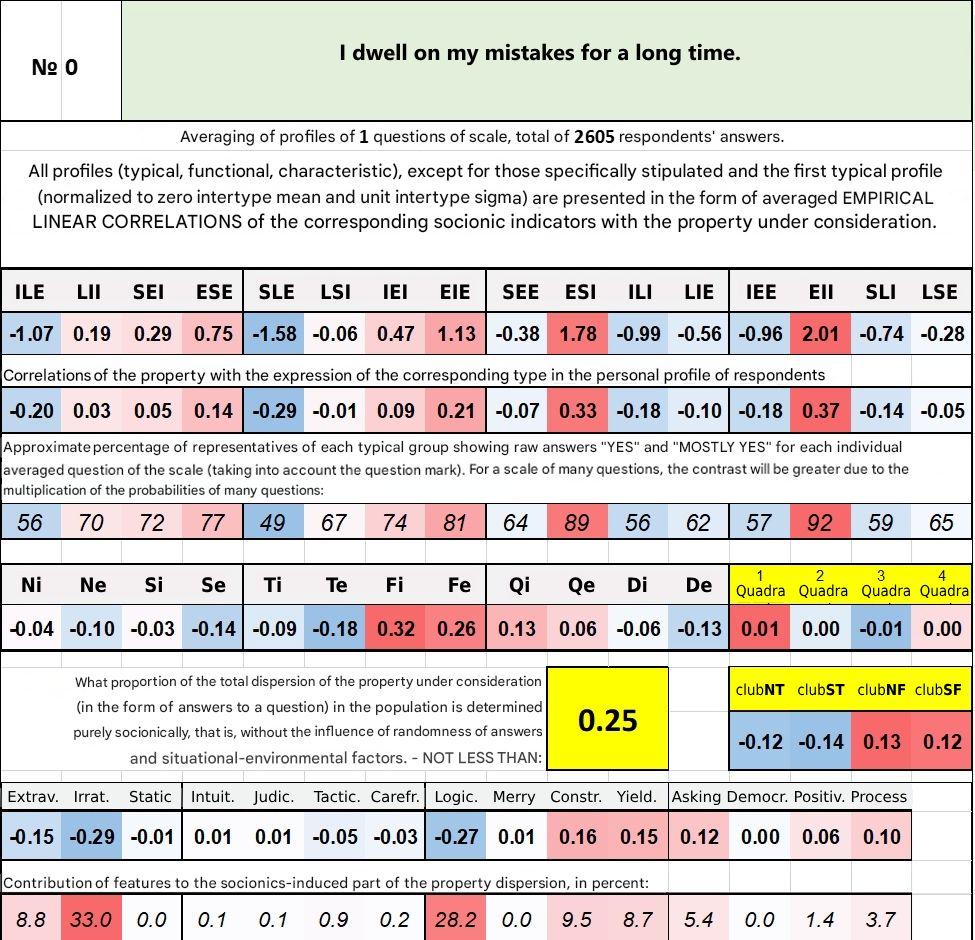 № 0
I dwell on my mistakes for a long time.
Averaging of profiles of 1 questions of scale, total of 2605 respondents' answers.
All profiles (typical, functional, characteristic), except for those specifically stipulated and the first typical profile
(normalized to zero intertype mean and unit intertype sigma) are presented in the form of averaged EMPIRICAL
LINEAR CORRELATIONS of the corresponding socionic indicators with the property under consideration.
ILE LII SEI ESE SLE LSI IEI EIE SEE ESI ILI LIE IEE EII SLI LSE
-1.07 0.19 0.29 0.75 -1.58 -0.06 0.47 1.13 -0.38 1.78 -0.99 -0.56 -0.96 2.01 -0.74 -0.28
Correlations of the property with the expression of the corresponding type in the personal profile of respondents
-0.20 0.03 0.05 0.14 -0.29 -0.01 0.09 0.21 -0.07 0.33 -0.18 -0.10 -0.18 0.37 -0.14 -0.05
Approximate percentage of representatives of each typical group showing raw answers "YES" and "MOSTLY YES" for each individual
averaged question of the scale (taking into account the question mark). For a scale of many questions, the contrast will be greater due to the
multiplication of the probabilities of many questions:
56 70 72 77 49 67 74 81 64 89 56 62 57 92 59 65
Ni Ne Si Se Ti Te Fi Fe Qi Qe Di De 1 2 3 4
Quadra Quadra Quadra Quadra
-0.04 -0.10 -0.03 -0.14 -0.09 -0.18 0.32 0.26 0.13 0.06 -0.06 -0.13 0.01 0.00 -0.01 0.00
What proportion of the total dispersion of the property under consideration
(in the form of answers to a question) in the population is determined
purely socionically, that is, without the influence of randomness of answers
and situational-environmental factors. - NOT LESS THAN:
0.25
clubNT clubST clubNF clubSF
-0.12 -0.14 0.13 0.12
Extrav. Irrat. Static Intuit. Judic. Tactic. Carefr. Logic. Merry Constr. Yield. Asking Democr. Positiv. Process
-0.15 -0.29 -0.01 0.01 0.01 -0.05 -0.03 -0.27 0.01 0.16 0.15 0.12 0.00 0.06 0.10
Contribution of features to the socionics-induced part of the property dispersion, in percent:
8.8 33.0 0.0 0.1 0.1 0.9 0.2 28.2 0.0 9.5 8.7 5.4 0.0 1.4 3.7